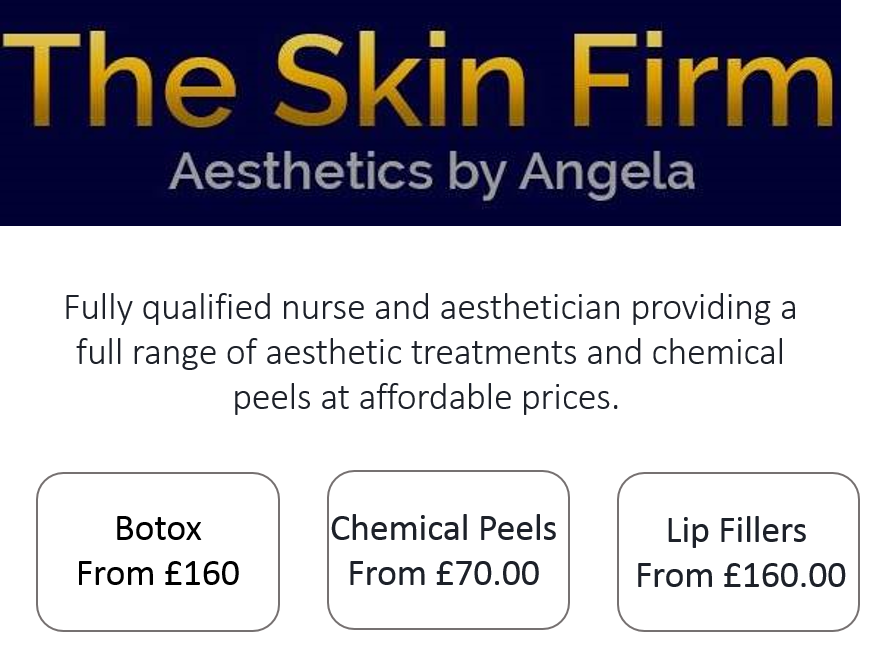 The Skin Firm
Aesthetics by Angela
Fully qualified nurse and aesthetician providing a
full range of aesthetic treatments and chemical
peels at affordable prices.
Botox
From £160
Chemical Peels
From £70.00
Lip Fillers
From £160.00